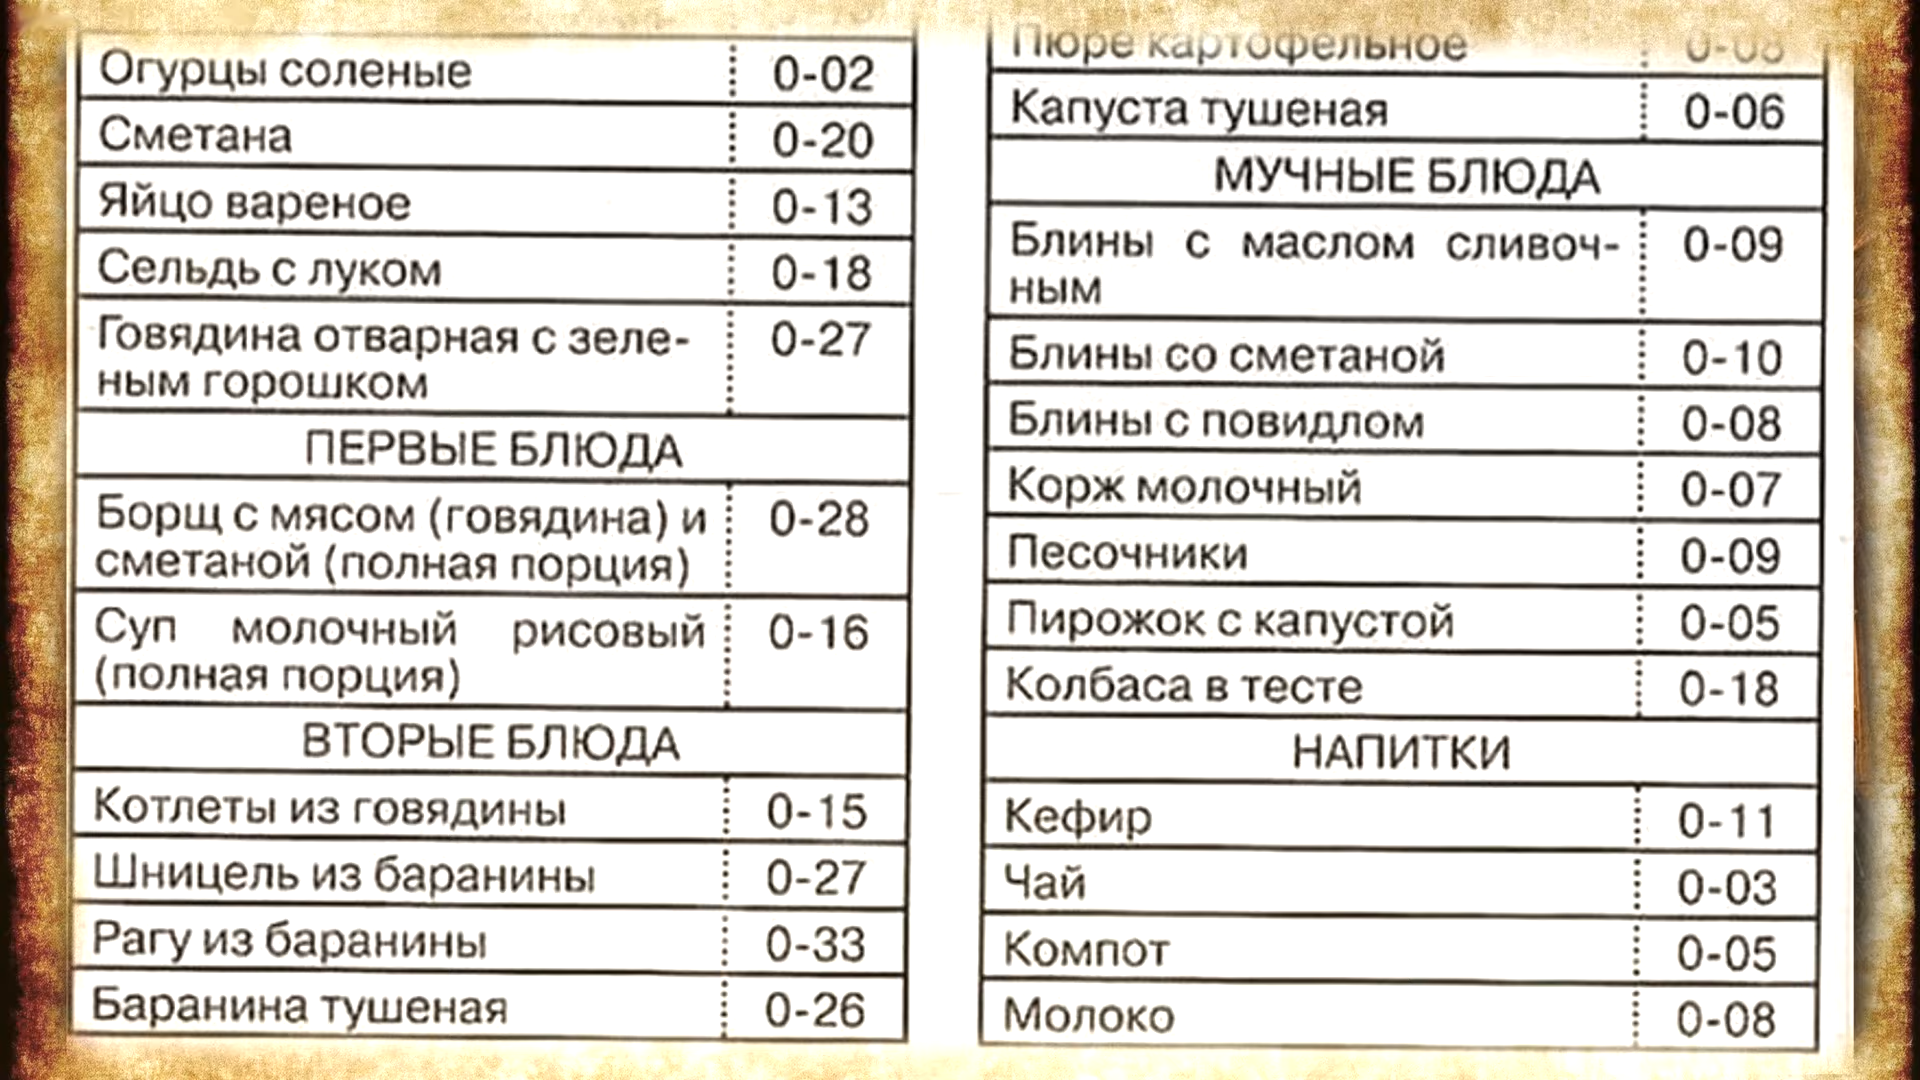 Огурцы соленые 0-02
Сметана 0-20
Яйцо вареное 0-13
Сельдь с луком 0-18
Говядина отварная с зеле- 0-27
ным горошком
ПЕРВЫЕ БЛЮДА
Борщ с мясом (говядина) и 0-28
сметаной (полная порция)
Суп молочный рисовый 0-16
(полная порция)
ВТОРЫЕ БЛЮДА
Котлеты из говядины 0-15
Шницель из баранины 0-27
Рагу из баранины 0-33
Баранина тушеная 0-26
Пюре картофельное 0-08
Капуста тушеная 0-06
МУЧНЫЕ БЛЮДА
Блины с маслом сливоч- 0-09
ным
Блины со сметаной 0-10
Блины с повидлом 0-08
Корж молочный 0-07
Песочники 0-09
Пирожок с капустой 0-05
Колбаса в тесте 0-18
НАПИТКИ
Кефир 0-11
Чай 0-03
Компот 0-05
Молоко 0-08